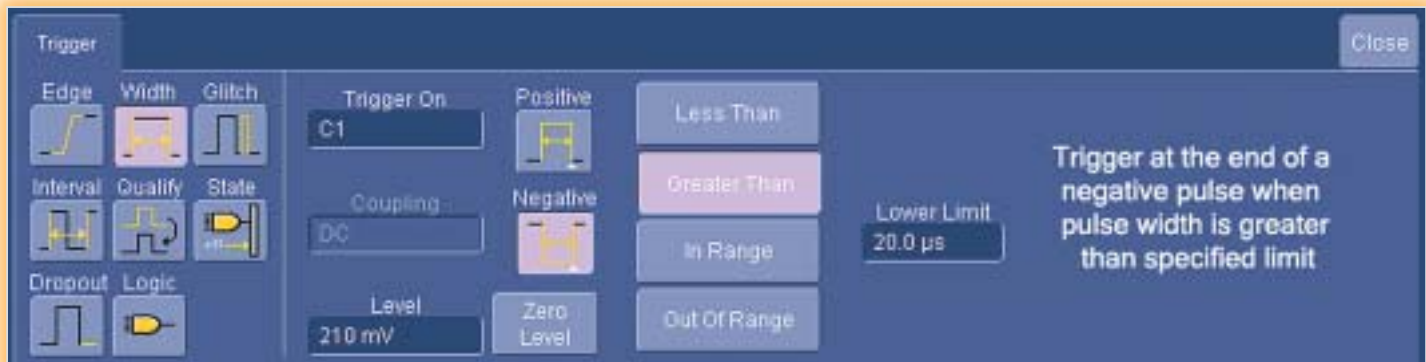 Trigger
Close
Edge Width Glitch
Interval Qualify State
Dropout Logic
Trigger On
C1
Coupling
DC
Level
210 mV
Positive
Negative
Zero
Level
Less Than
Greater Than
In Range
Out Of Range
Lower Limit
20.0 µs
Trigger at the end of a
negative pulse when
pulse width is greater
than specified limit